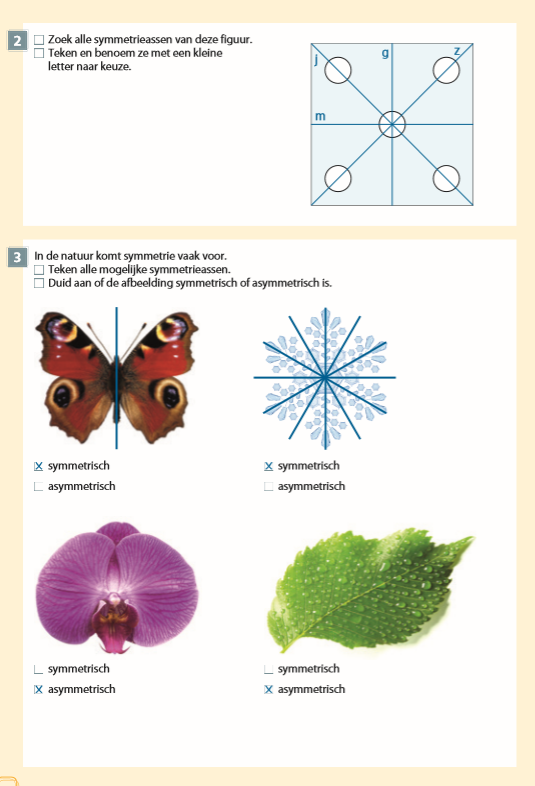 2
Zoek alle symmetrieassen van deze figuur.
Teken en benoem ze met een kleine
letter naar keuze.
j
g
z
m
3
In de natuur komt symmetrie vaak voor.
Teken alle mogelijke symmetrieassen.
Duid aan of de afbeelding symmetrisch of asymmetrisch is.
x symmetrisch
x symmetrisch
asymmetrisch
asymmetrisch
symmetrisch
symmetrisch
x asymmetrisch
x asymmetrisch